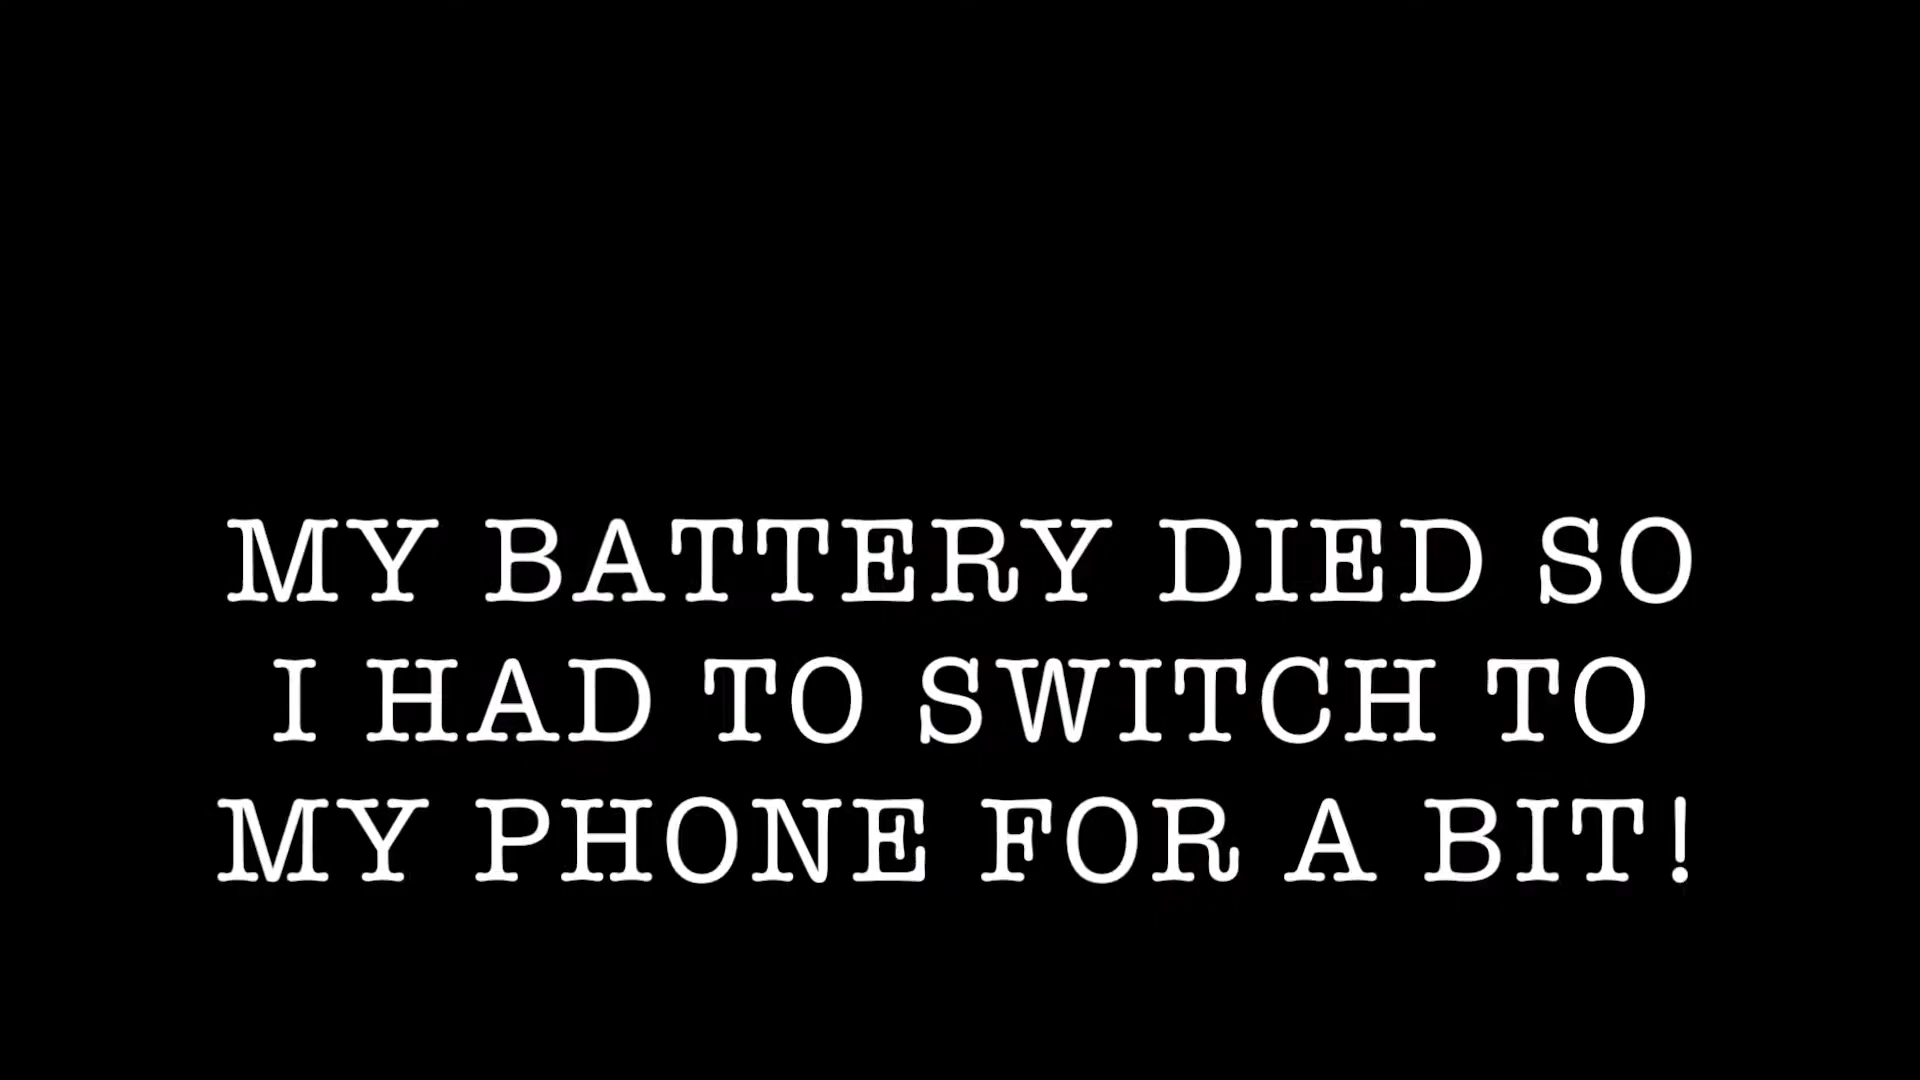 MY BATTERY DIED SO
I HAD TO SWITCH TO
MY PHONE FOR A BIT!